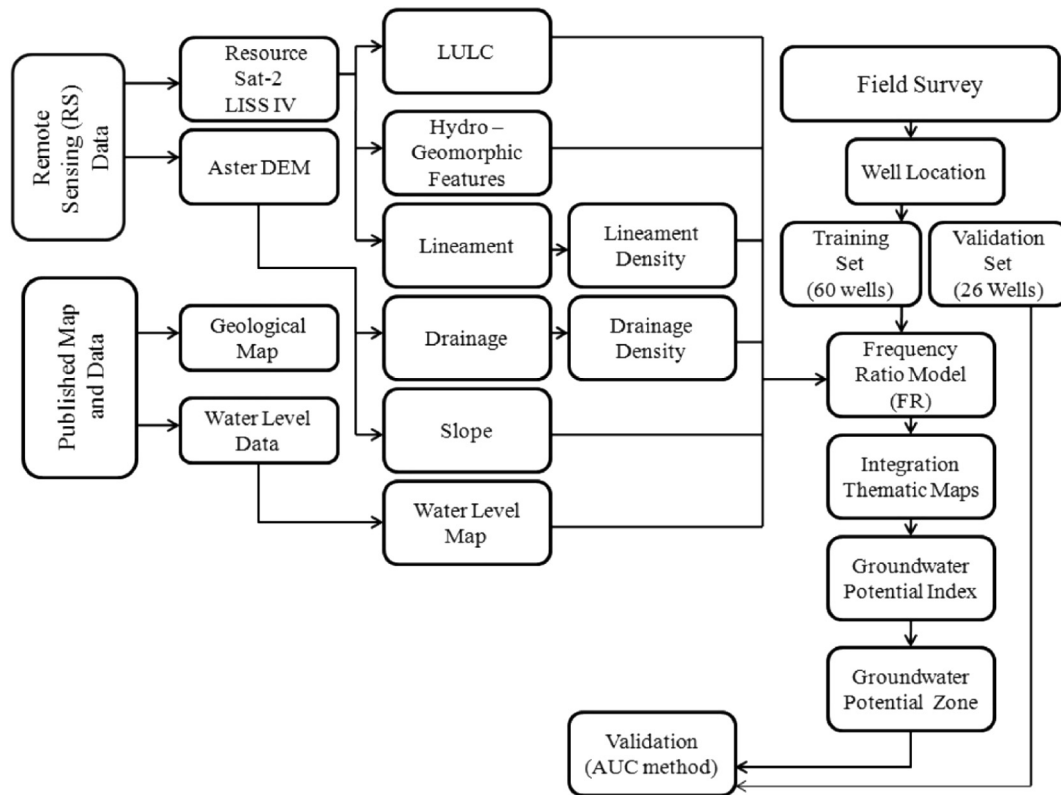 Remote
Sensing (RS)
Data
Published Map
and Data
Resource
Sat-2
LISS IV
Aster DEM
Geological
Map
Water Level
Data
LULC
Hydro –
Geomorphic
Features
Lineament
Drainage
Slope
Water Level
Map
Lineament
Density
Drainage
Density
Field Survey
Well Location
Training
Set
(60 wells)
Validation
Set
(26 Wells)
Frequency
Ratio Model
(FR)
Integration
Thematic Maps
Groundwater
Potential Index
Groundwater
Potential Zone
Validation
(AUC method)